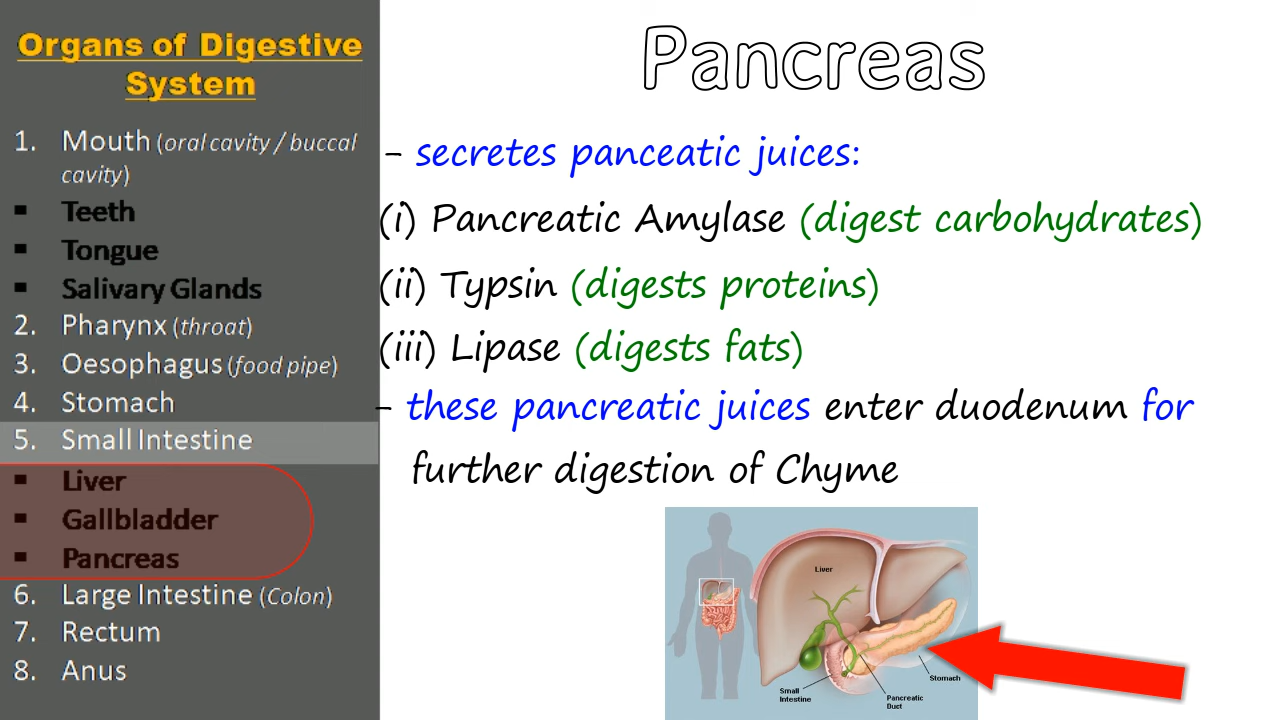 Organs of Digestive
System
1. Mouth (oral cavity / buccal
cavity)
▪ Teeth
▪ Tongue
▪ Salivary Glands
2. Pharynx (throat)
3. Oesophagus (food pipe)
4. Stomach
5. Small Intestine
▪ Liver
▪ Gallbladder
▪ Pancreas
6. Large Intestine (Colon)
7. Rectum
8. Anus
Pancreas
- secretes panceatic juices:
(i) Pancreatic Amylase (digest carbohydrates)
(ii) Typsin (digests proteins)
(iii) Lipase (digests fats)
- these pancreatic juices enter duodenum for
further digestion of Chyme
Liver
Small
Intestine
Pancreatic
Duct
Stomach